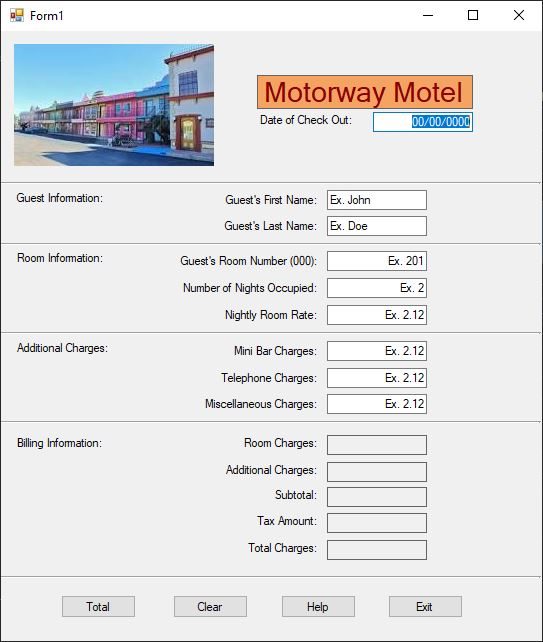 Form1
Motorway Motel
Date of Check Out: 00/00/0000
Guest Information:
Guest's First Name: Ex. John
Guest's Last Name: Ex. Doe
Room Information:
Guest's Room Number (000): Ex. 201
Number of Nights Occupied: Ex. 2
Nightly Room Rate: Ex. 2.12
Additional Charges:
Mini Bar Charges: Ex. 2.12
Telephone Charges: Ex. 2.12
Miscellaneous Charges: Ex. 2.12
Billing Information:
Room Charges:
Additional Charges:
Subtotal:
Tax Amount:
Total Charges:
Total Clear Help Exit